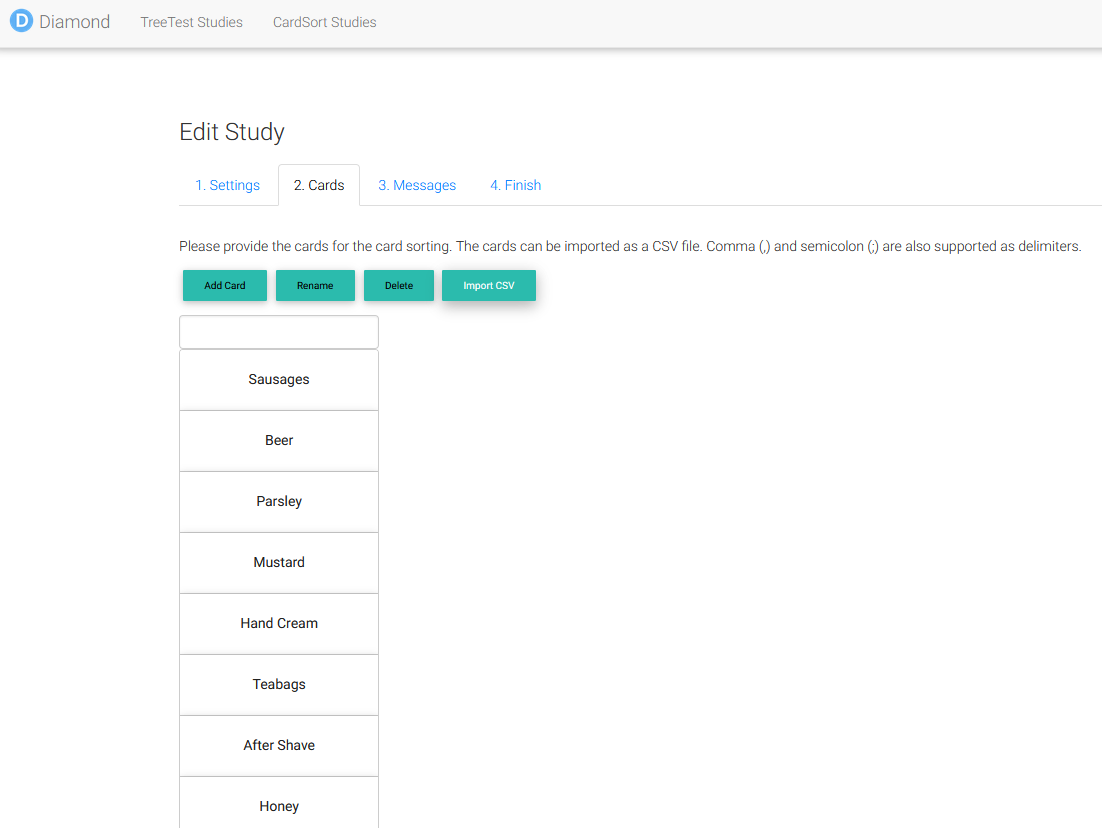 D Diamond TreeTest Studies CardSort Studies
Edit Study
1. Settings 2. Cards 3. Messages 4. Finish
Please provide the cards for the card sorting. The cards can be imported as a CSV file. Comma (,) and semicolon (;) are also supported as delimiters.
Add Card Rename Delete Import CSV
Sausages
Beer
Parsley
Mustard
Hand Cream
Teabags
After Shave
Honey